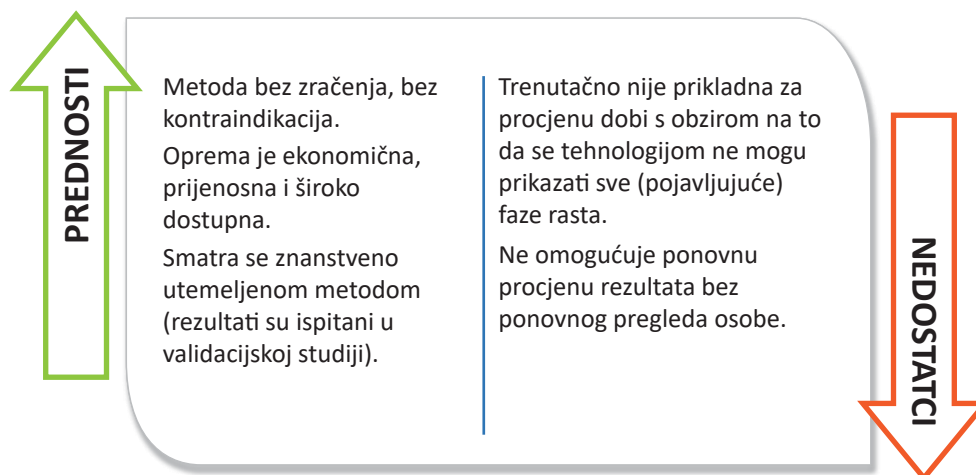 PREDNOSTI
Metoda bez zračenja, bez
kontraindikacija.
Oprema je ekonomična,
prijenosna i široko
dostupna.
Smatra se znanstveno
utemeljenom metodom
(rezultati su ispitani u
validacijskoj studiji).
Trenutačno nije prikladna za
procjenu dobi s obzirom na to
da se tehnologijom ne mogu
prikazati sve (pojavljujuće)
faze rasta.
Ne omogućuje ponovnu
procjenu rezultata bez
ponovnog pregleda osobe.
NEDOSTATCI